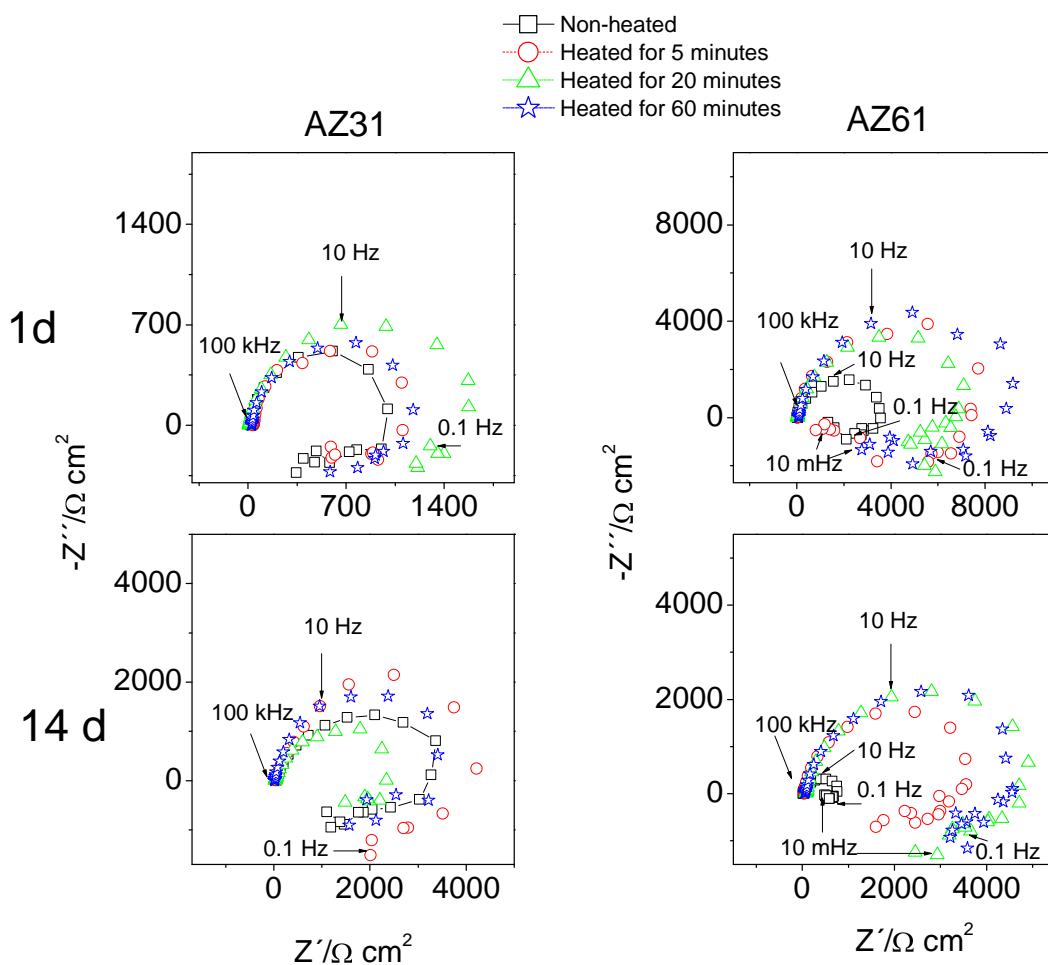 Non-heated
Heated for 5 minutes
Heated for 20 minutes
Heated for 60 minutes
AZ31
AZ61
1d
14 d
-Z´´/Ω cm²
1400
700
0
0
700
1400
100 kHz
10 Hz
0.1 Hz
-Z´´/Ω cm²
8000
4000
0
0
4000
8000
100 kHz
10 Hz
10 Hz
0.1 Hz
10 mHz
0.1 Hz
4000
2000
0
0
2000
4000
100 kHz
10 Hz
0.1 Hz
Z´/Ω cm²
4000
2000
0
0
2000
4000
100 kHz
10 Hz
10 Hz
0.1 Hz
10 mHz
0.1 Hz
Z´/Ω cm²